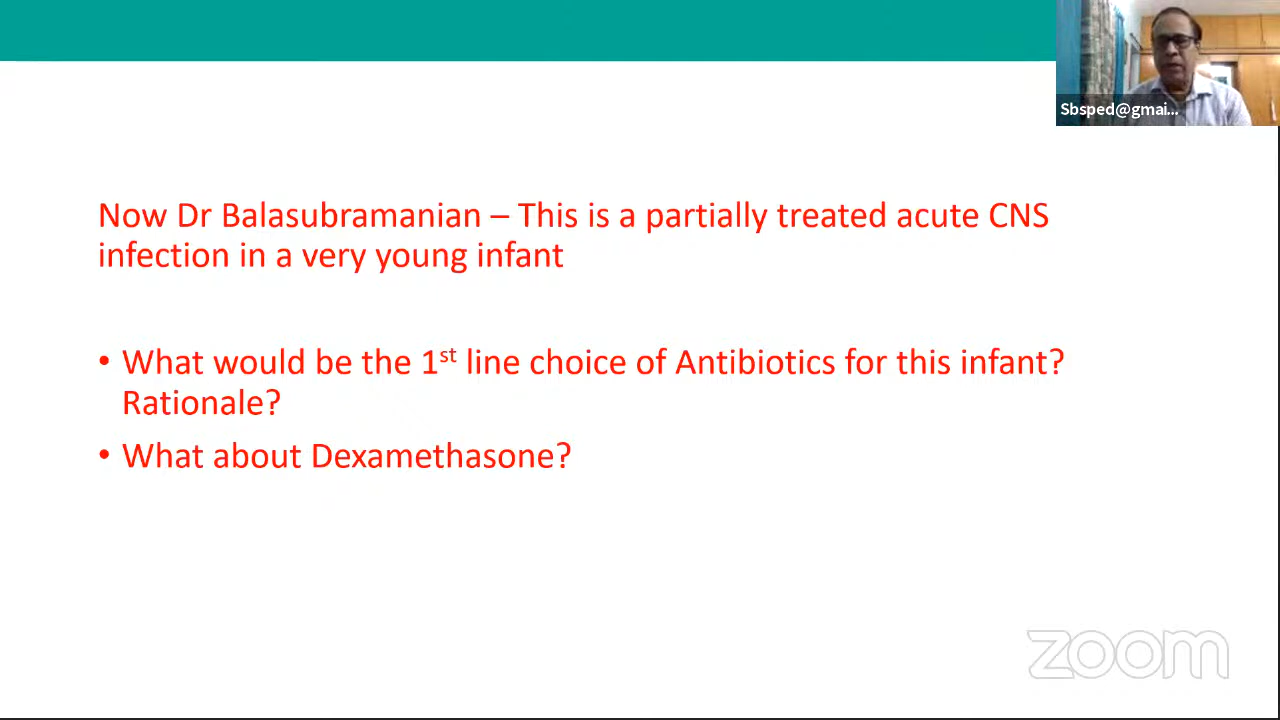 Sbsped@gmai...
Now Dr Balasubramanian – This is a partially treated acute CNS
infection in a very young infant
• What would be the 1st line choice of Antibiotics for this infant?
Rationale?
• What about Dexamethasone?
zoom